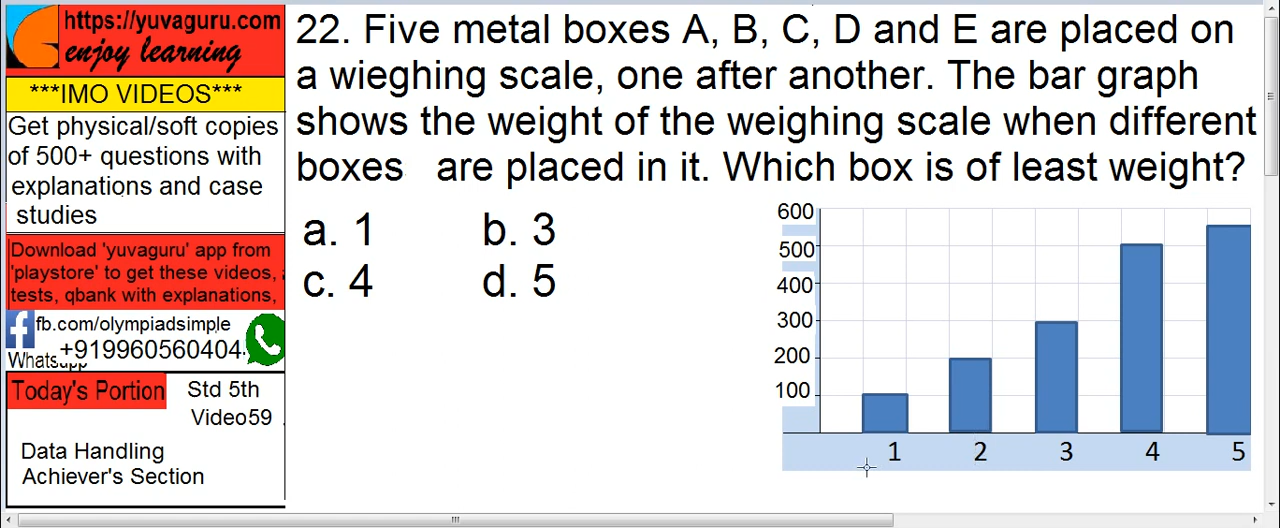 https://yuvaguru.com
enjoy learning
***IMO VIDEOS***
Get physical/soft copies
of 500+ questions with
explanations and case
studies
Download 'yuvaguru' app from
'playstore' to get these videos,
tests, qbank with explanations,
fb.com/olympiadsimple
Whatsapp +919960560404
Today's Portion
Std 5th
Video59
Data Handling
Achiever's Section
22. Five metal boxes A, B, C, D and E are placed on
a wieghing scale, one after another. The bar graph
shows the weight of the weighing scale when different
boxes are placed in it. Which box is of least weight?
a. 1 b. 3
c. 4 d. 5
600
500
400
300
200
100
1 2 3 4 5